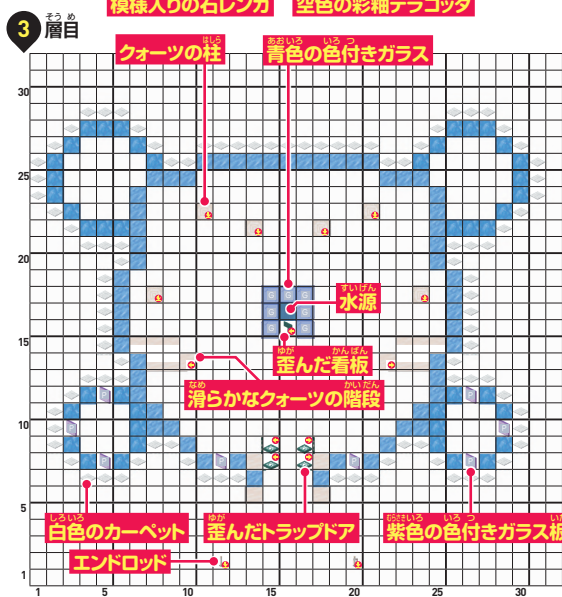 模様入りの石レンガ 空色の彩釉テラコッタ
3 層目
そう め
クォーツの柱
はしら
青色の色付きガラス
あおいろ いろ つ
30
25
20
15
10
5
1
G G G
G G
G G
水源
すいげん
歪んだ看板
ゆが かんばん
滑らかなクォーツの階段
なめ かいだん
白色のカーペット
しろいろ
歪んだトラップドア
ゆが
紫色の色付きガラス板
むらさきいろ いろ つ いた
エンドロッド
1 5 10 15 20 25 30